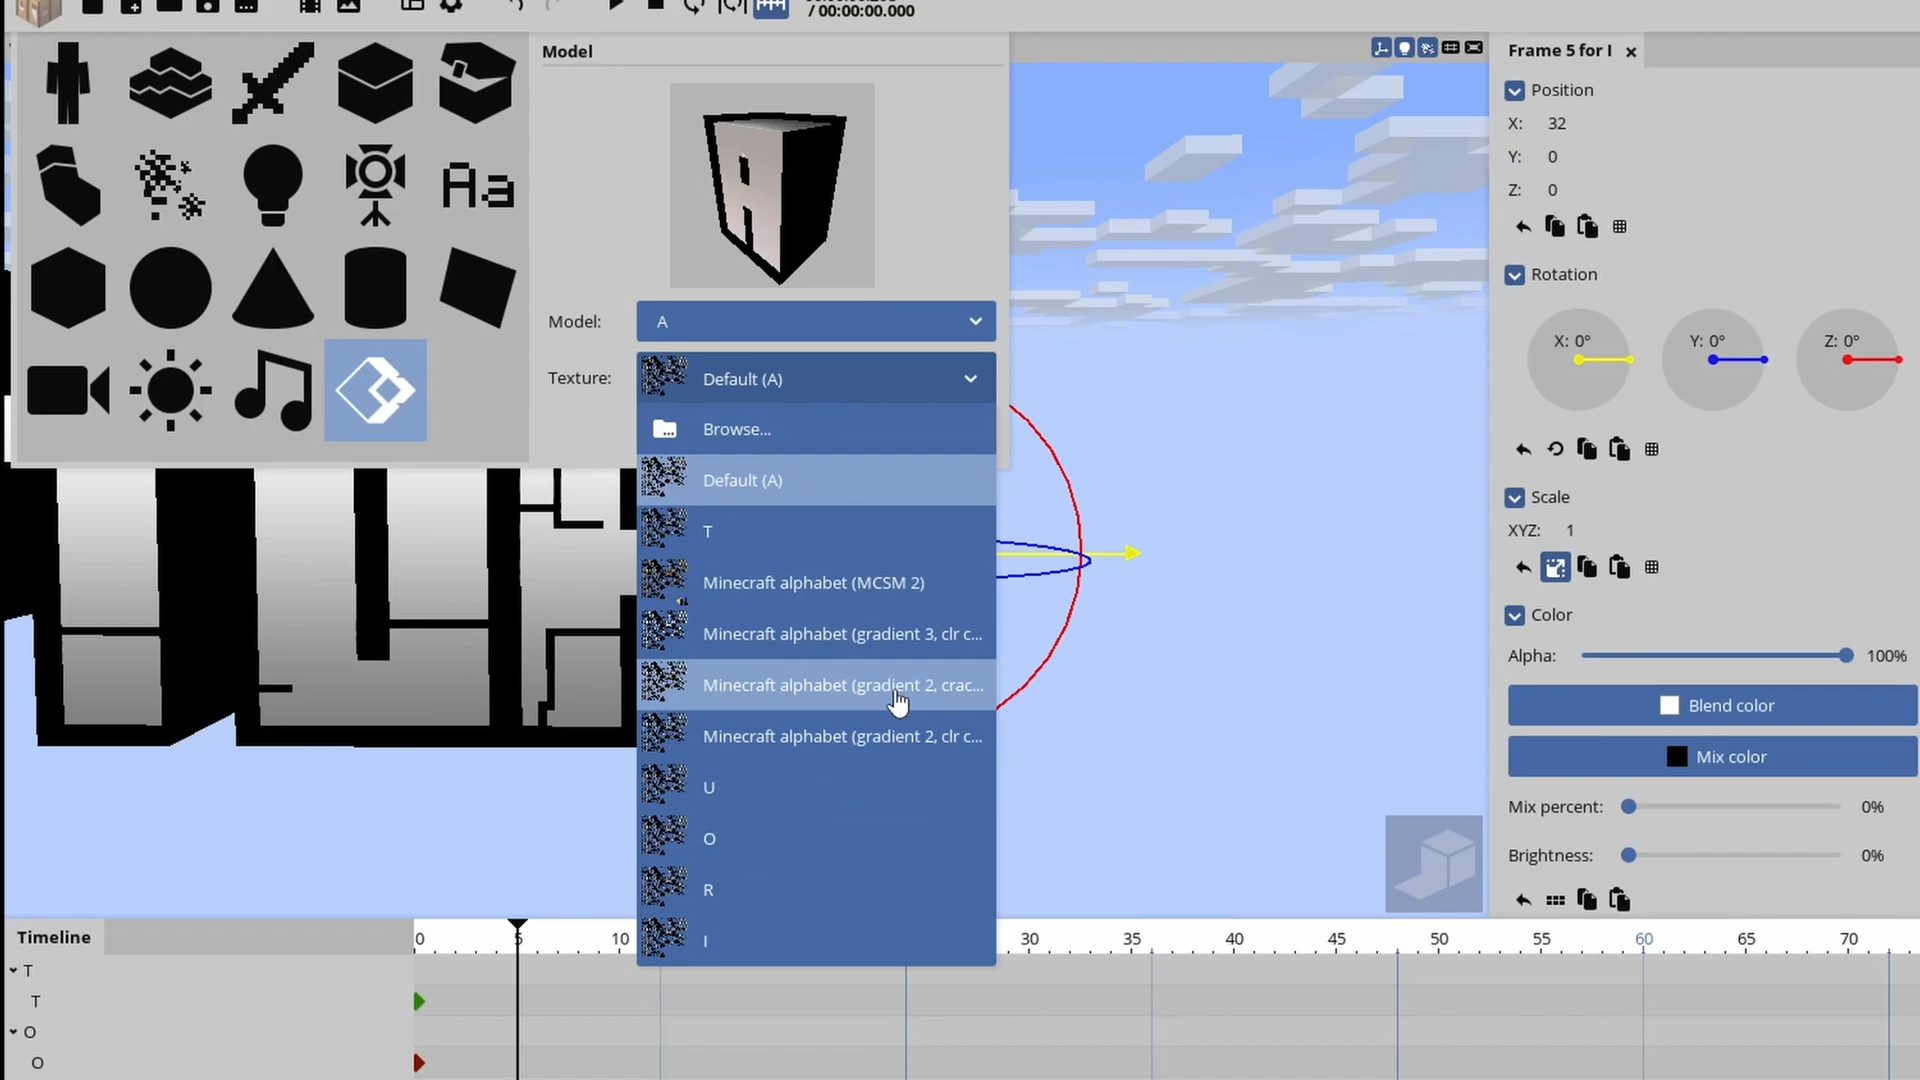 / 00:00:00.000
Model
Frame 5 for I
Position
X: 32
Y: 0
Z: 0
Rotation
X: 0°
Y: 0°
Z: 0°
Scale
XYZ: 1
Color
Alpha:
100%
Blend color
Mix color
Mix percent:
0%
Brightness:
0%
Aa
A
Model:
A
Texture:
Default (A)
Browse...
Default (A)
T
Minecraft alphabet (MCSM 2)
Minecraft alphabet (gradient 3, clr c...
Minecraft alphabet (gradient 2, crac...
Minecraft alphabet (gradient 2, clr c...
U
O
R
I
Timeline
0
5
10
30
35
40
45
50
55
60
65
70
T
T
O
O